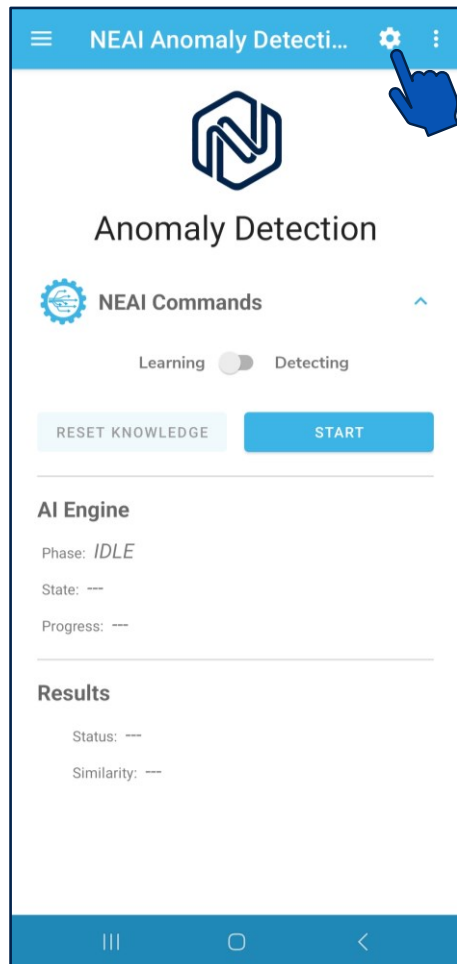 NEAI Anomaly Detecti...
Anomaly Detection
NEAI Commands
Learning Detecting
RESET KNOWLEDGE START
AI Engine
Phase: IDLE
State: ---
Progress: ---
Results
Status: ---
Similarity: ---